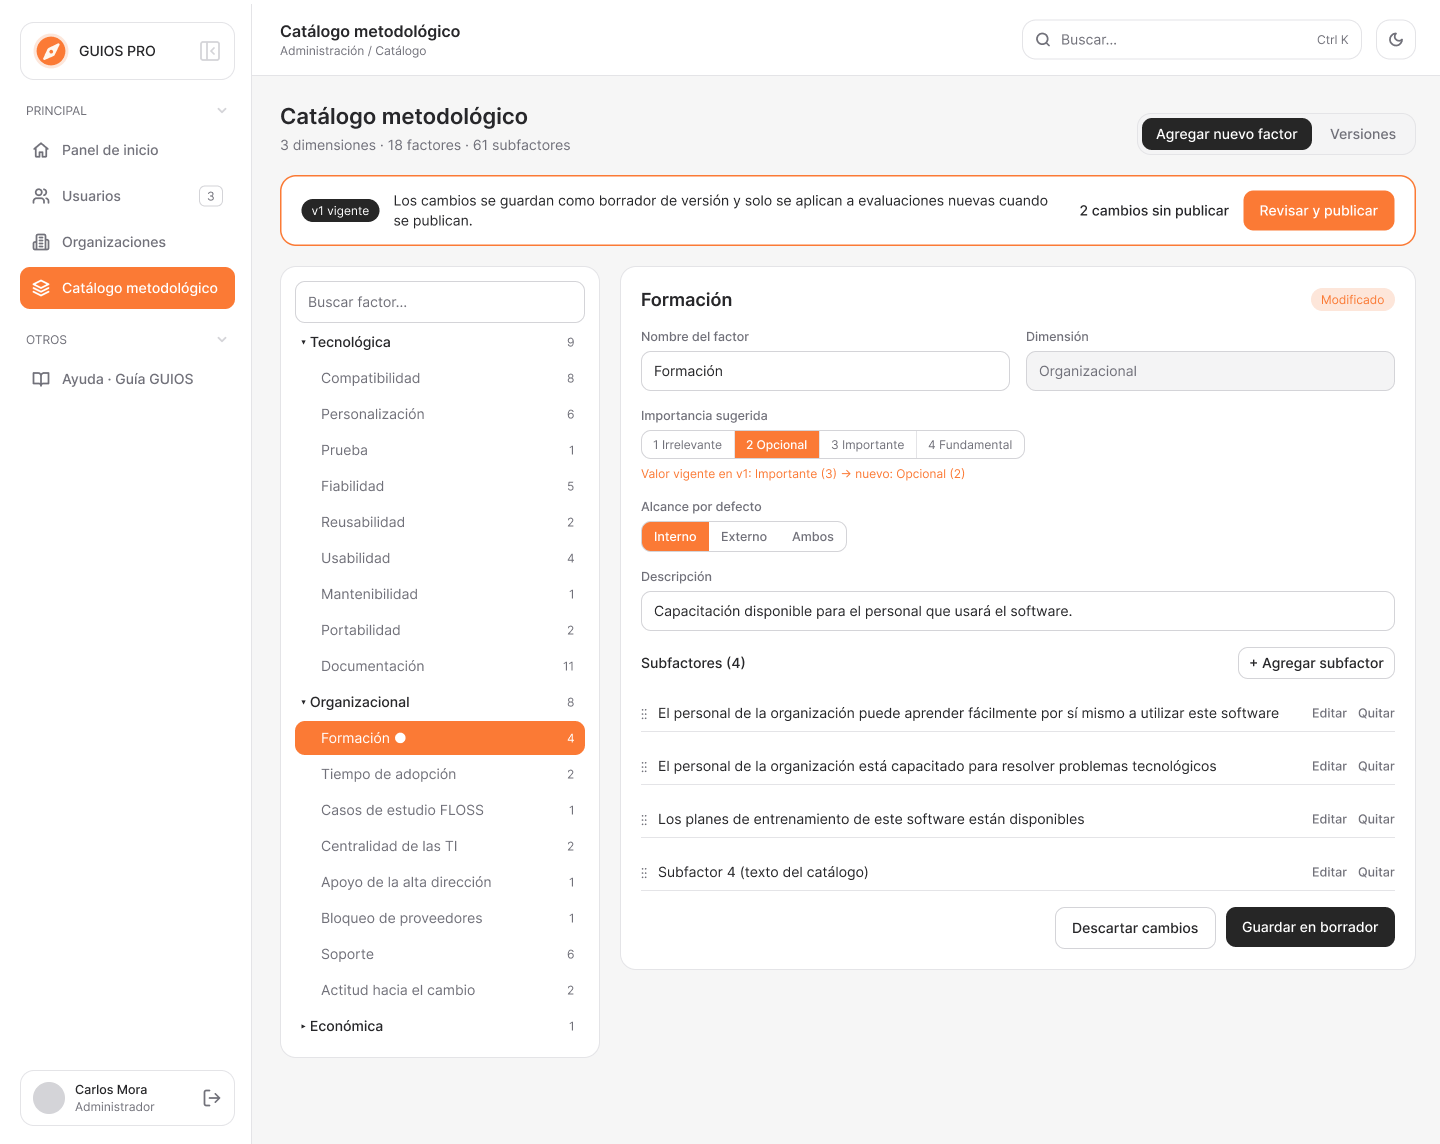 GUIOS PRO
PRINCIPAL
Panel de inicio
Usuarios 3
Organizaciones
Catálogo metodológico
OTROS
Ayuda · Guía GUIOS
Carlos Mora
Administrador
Catálogo metodológico
Administración / Catálogo
Buscar... Ctrl K
Catálogo metodológico
3 dimensiones · 18 factores · 61 subfactores
Agregar nuevo factor Versiones
v1 vigente
Los cambios se guardan como borrador de versión y solo se aplican a evaluaciones nuevas cuando
se publican.
2 cambios sin publicar
Revisar y publicar
Buscar factor...
Tecnológica 9
Compatibilidad 8
Personalización 6
Prueba 1
Fiabilidad 5
Reusabilidad 2
Usabilidad 4
Mantenibilidad 1
Portabilidad 2
Documentación 11
Organizacional 8
Formación 4
Tiempo de adopción 2
Casos de estudio FLOSS 1
Centralidad de las TI 2
Apoyo de la alta dirección 1
Bloqueo de proveedores 1
Soporte 6
Actitud hacia el cambio 2
Económica 1
Formación
Modificado
Nombre del factor
Formación
Dimensión
Organizacional
Importancia sugerida
1 Irrelevante 2 Opcional 3 Importante 4 Fundamental
Valor vigente en v1: Importante (3) → nuevo: Opcional (2)
Alcance por defecto
Interno Externo Ambos
Descripción
Capacitación disponible para el personal que usará el software.
Subfactores (4)
+ Agregar subfactor
El personal de la organización puede aprender fácilmente por sí mismo a utilizar este software Editar Quitar
El personal de la organización está capacitado para resolver problemas tecnológicos Editar Quitar
Los planes de entrenamiento de este software están disponibles Editar Quitar
Subfactor 4 (texto del catálogo) Editar Quitar
Descartar cambios Guardar en borrador